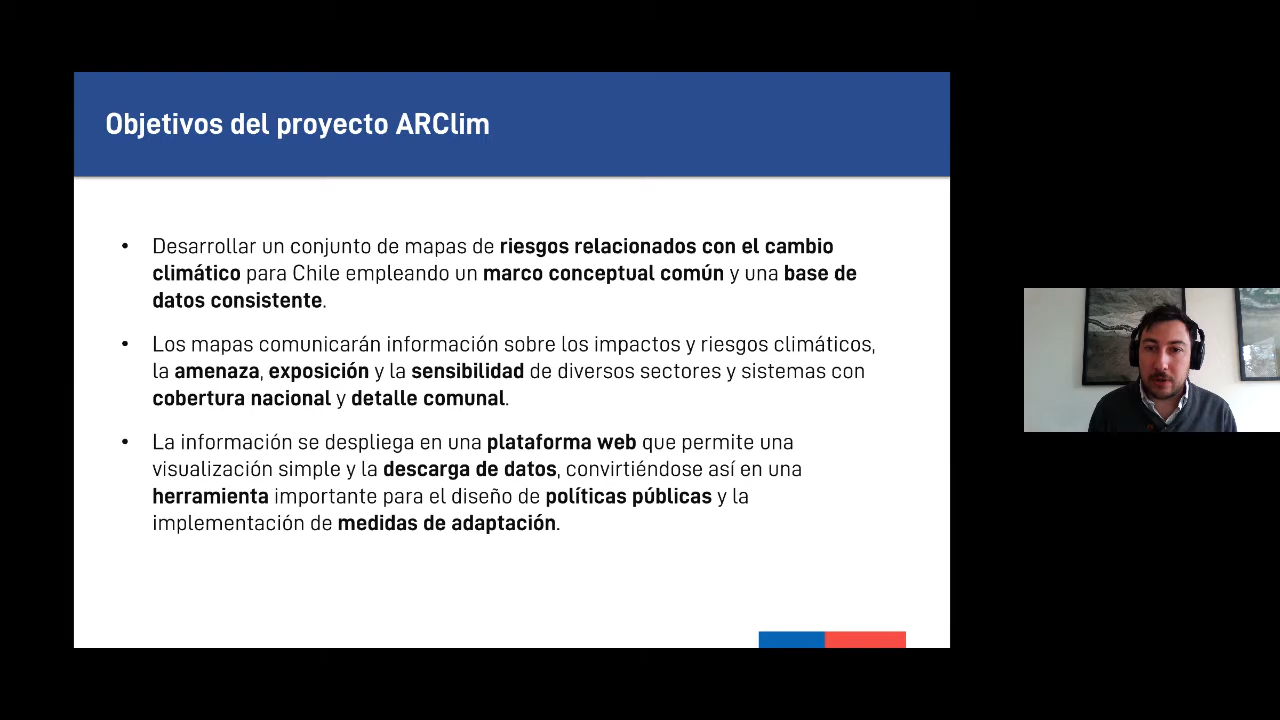 Objetivos del proyecto ARClim
• Desarrollar un conjunto de mapas de riesgos relacionados con el cambio
climático para Chile empleando un marco conceptual común y una base de
datos consistente.
• Los mapas comunicarán información sobre los impactos y riesgos climáticos,
la amenaza, exposición y la sensibilidad de diversos sectores y sistemas con
cobertura nacional y detalle comunal.
• La información se despliega en una plataforma web que permite una
visualización simple y la descarga de datos, convirtiéndose así en una
herramienta importante para el diseño de políticas públicas y la
implementación de medidas de adaptación.